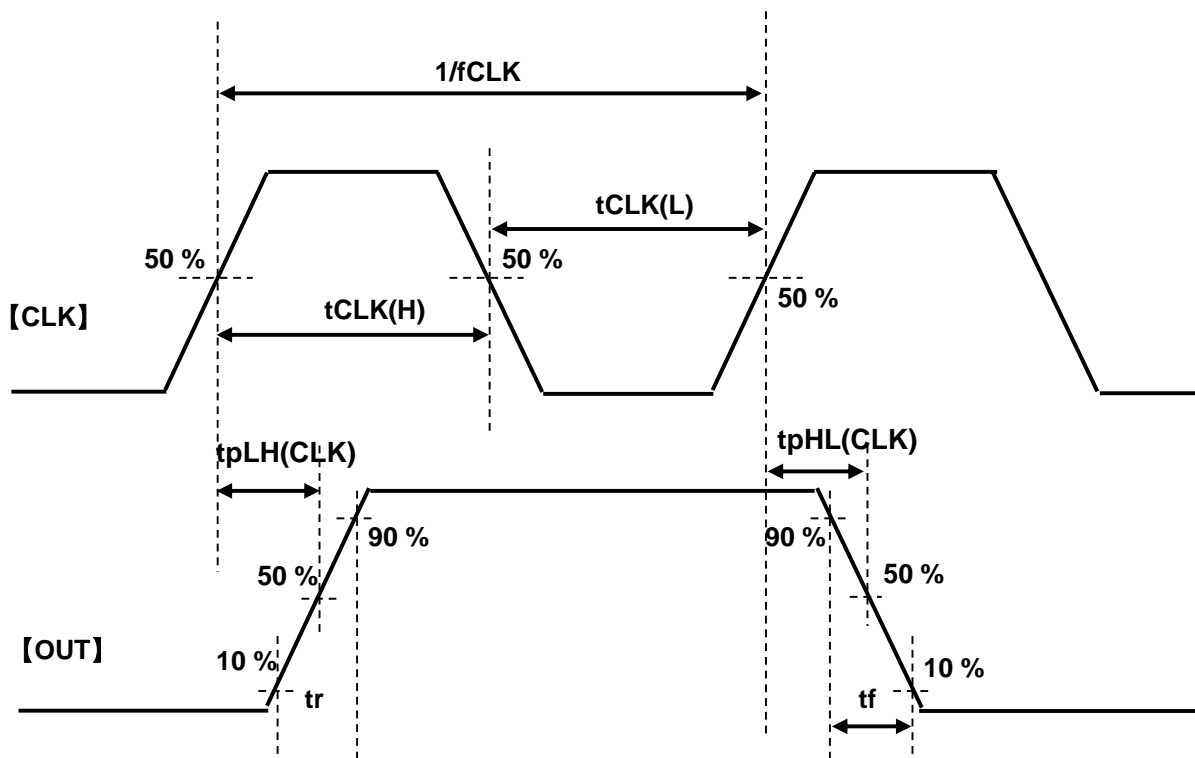 1/fCLK
tCLK(L)
50 %
50 %
50 %
【CLK】
tCLK(H)
tpLH(CLK)
tpHL(CLK)
90 %
90 %
50 %
50 %
【OUT】
10 %
10 %
tr
tf